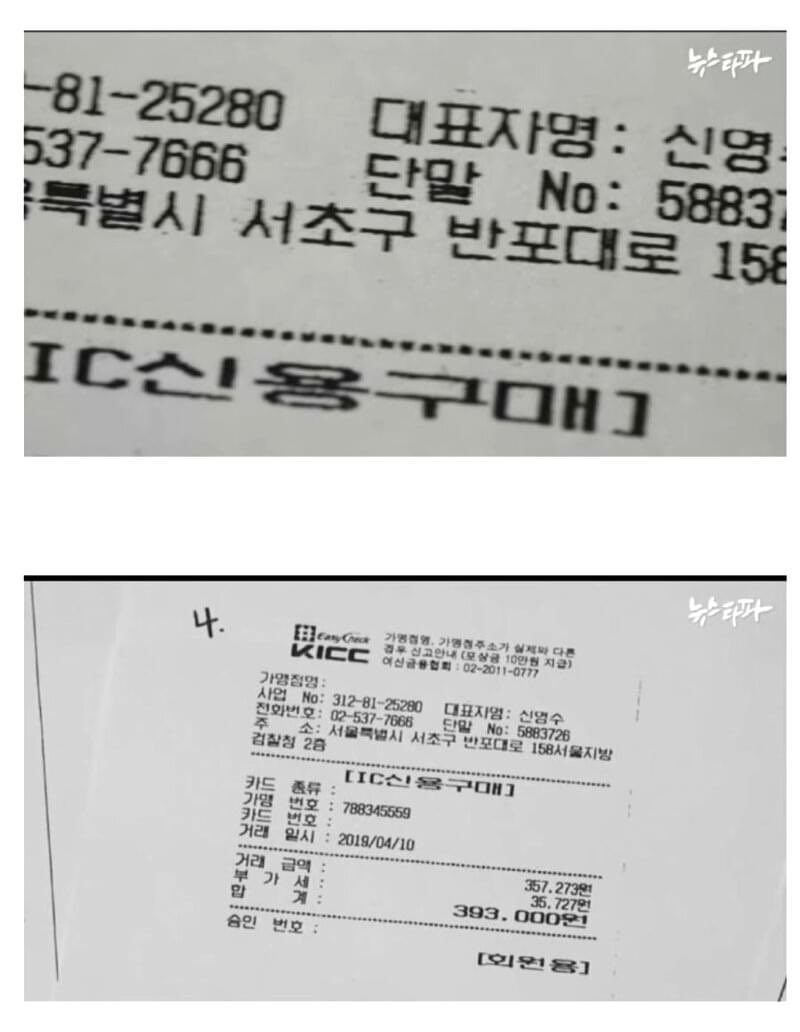 뉴스타파
-81-25280 대표자명: 신영
537-7666 단말 No: 5883
특별시 서초구 반포대로 158
IC신용구매]
뉴스타파
4.
EasyCheck
KICC
가맹점명, 가맹점주소가 실제와 다른
경우 신고안내 (포상금 10만원 지급)
여신금융협회 : 02-2011-0777
가맹점명:
사업 No: 312-81-25280 대표자명: 신영수
전화번호: 02-537-7666 단말 No: 5883726
주 소: 서울특별시 서초구 반포대로 158서울지방
검찰청 2층
[IC신용구매]
카드 종류 :
가맹 번호 : 788345559
카드 번호 :
거래 일시 : 2019/04/10
거래 금액 : 357,273원
부 가 세 : 35,727원
합 계 : 393,000원
승인 번호 :
[회원용]